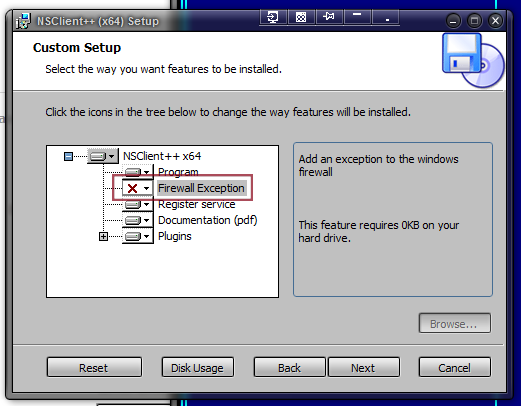 NSClient++ (x64) Setup
Custom Setup
Select the way you want features to be installed.
Click the icons in the tree below to change the way features will be installed.
NSClient++ x64
Program
Firewall Exception
Register service
Documentation (pdf)
Plugins
Add an exception to the windows
firewall
This feature requires 0KB on your
hard drive.
Browse...
Reset
Disk Usage
Back
Next
Cancel